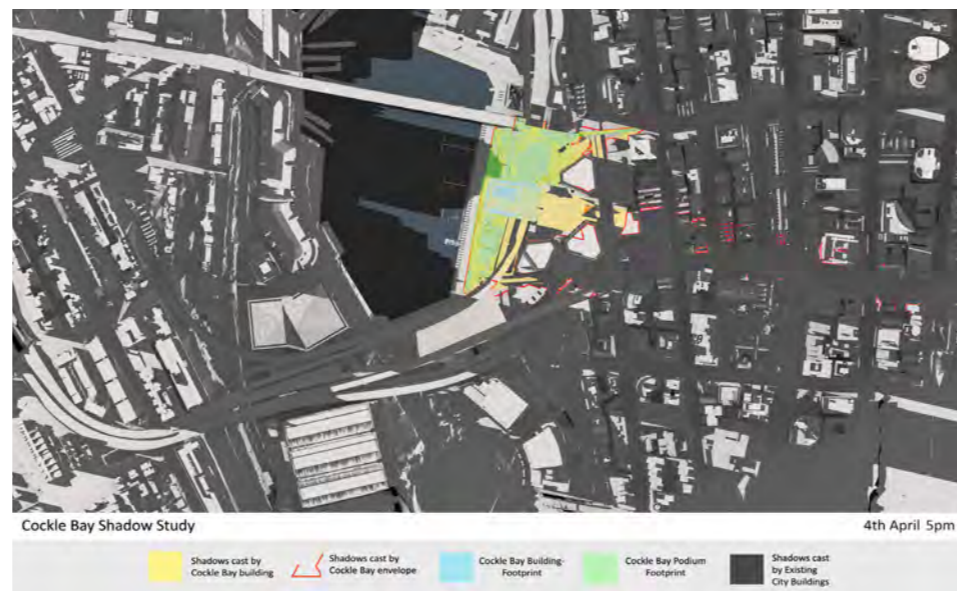 Cockle Bay Shadow Study
4th April 5pm
Shadows cast by
Cockle Bay building
Shadows cast by
Cockle Bay envelope
Cockle Bay Building-
Footprint
Cockle Bay Podium
Footprint
Shadows cast
by Existing
City Buildings